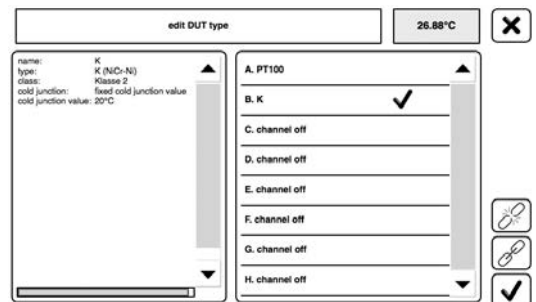 edit DUT type
26.88°C
name: K
type: K (NiCr-Ni)
class: Klasse 2
cold junction: fixed cold junction value
cold junction value: 20°C
A. PT100
B. K
C. channel off
D. channel off
E. channel off
F. channel off
G. channel off
H. channel off